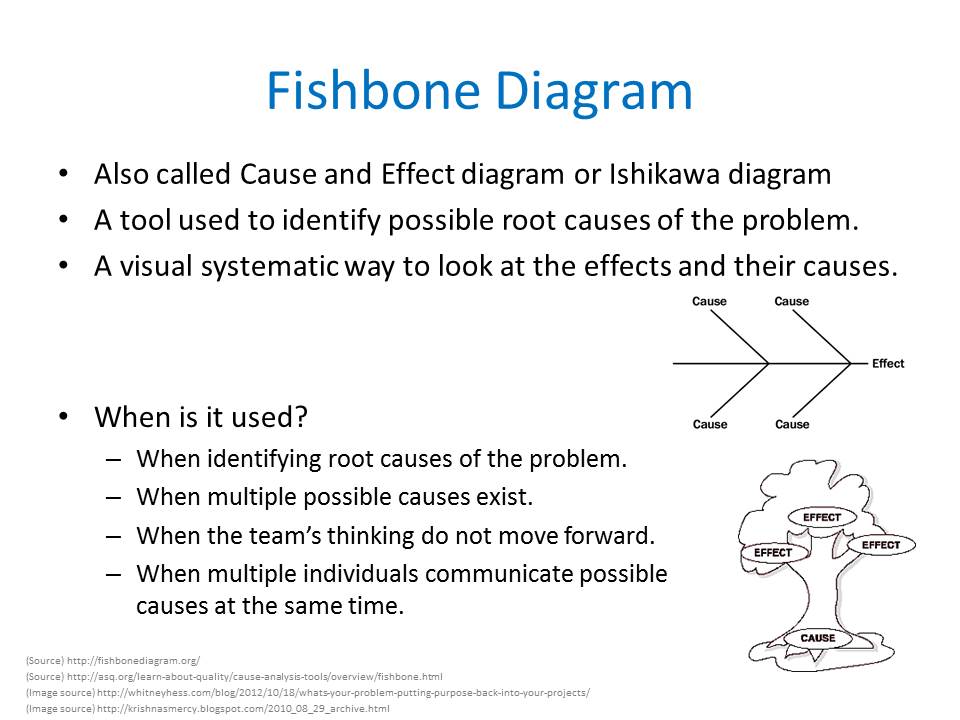 Fishbone Diagram
• Also called Cause and Effect diagram or Ishikawa diagram
• A tool used to identify possible root causes of the problem.
• A visual systematic way to look at the effects and their causes.
Cause Cause
Effect
Cause Cause
• When is it used?
– When identifying root causes of the problem.
– When multiple possible causes exist.
– When the team’s thinking do not move forward.
– When multiple individuals communicate possible
causes at the same time.
EFFECT
EFFECT EFFECT
CAUSE
(Source) http://fishbonediagram.org/
(Source) http://asq.org/learn-about-quality/cause-analysis-tools/overview/fishbone.html
(Image source) http://whitneyhess.com/blog/2012/10/18/whats-your-problem-putting-purpose-back-into-your-projects/
(Image source) http://krishnasmercy.blogspot.com/2010_08_29_archive.html